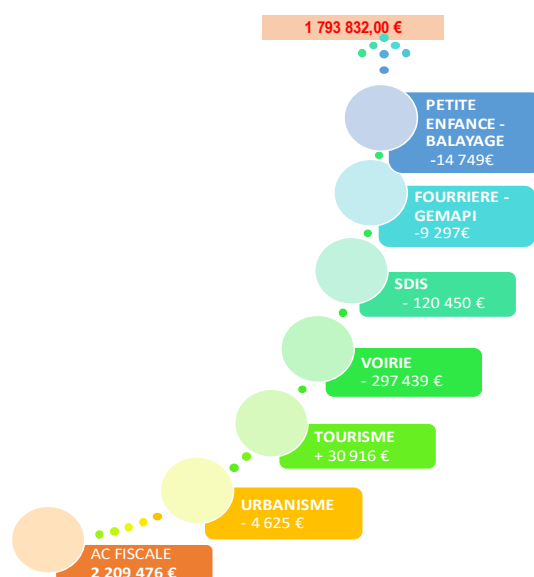 1 793 832,00 €
PETITE
ENFANCE -
BALAYAGE
-14 749€
FOURRIERE -
GEMAPI
-9 297€
SDIS
- 120 450 €
VOIRIE
- 297 439 €
TOURISME
+ 30 916 €
URBANISME
- 4 625 €
AC FISCALE
2 209 476 €